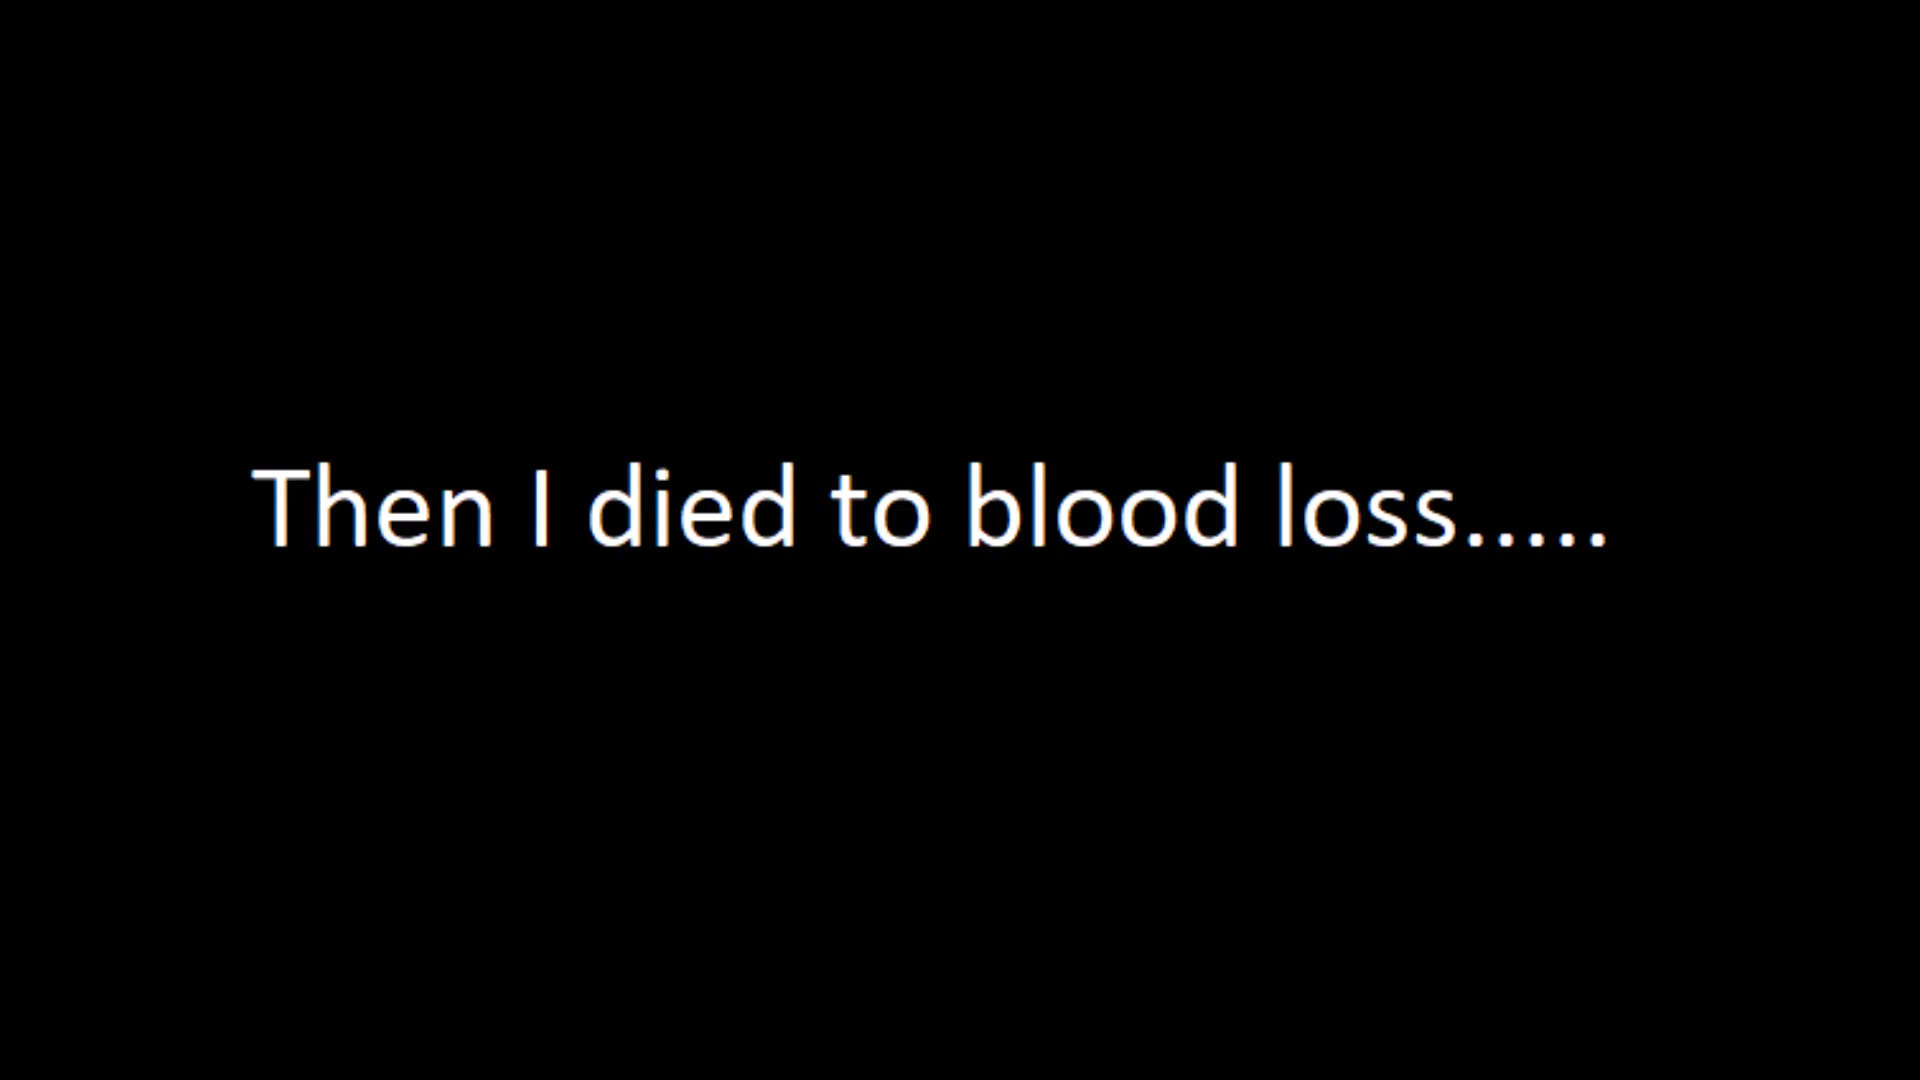 Then I died to blood loss.....